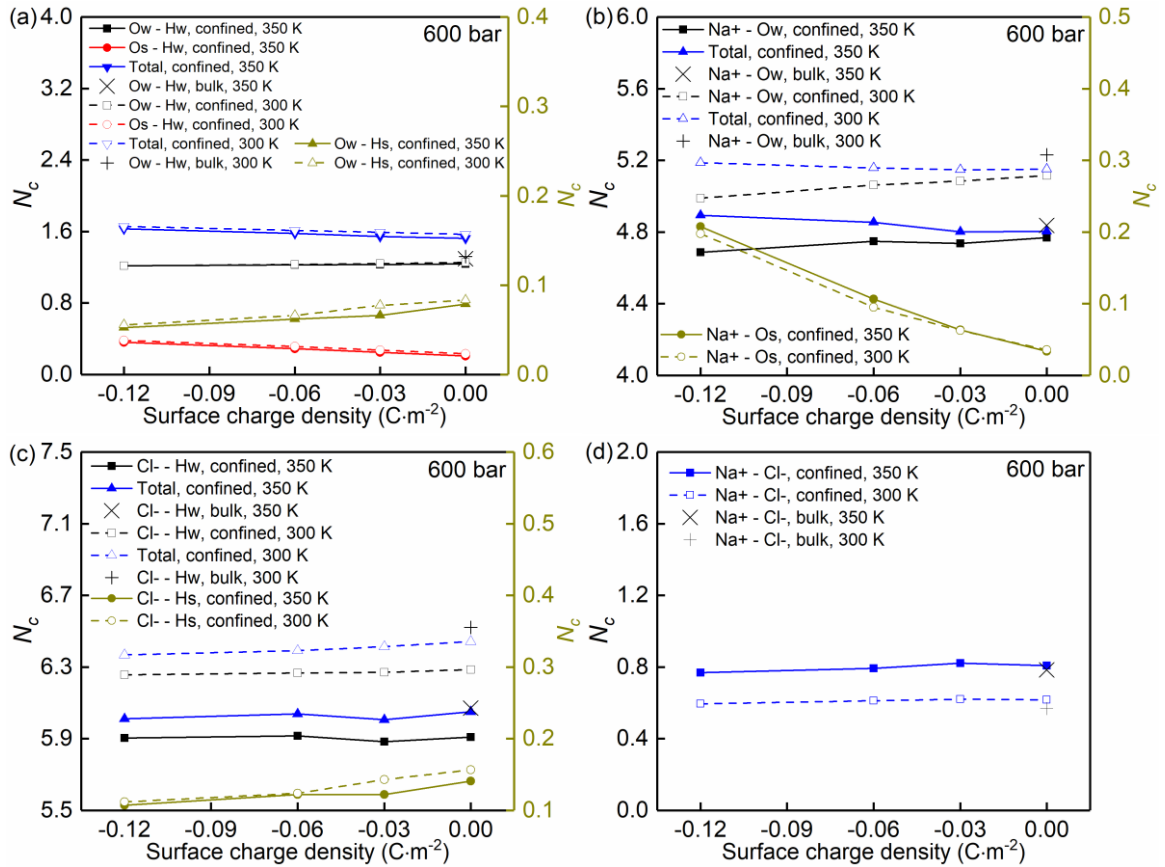 (a)
600 bar
Ow - Hw, confined, 350 K
Os - Hw, confined, 350 K
Total, confined, 350 K
Ow - Hw, bulk, 350 K
Ow - Hw, confined, 300 K
Os - Hw, confined, 300 K
Total, confined, 300 K
Ow - Hw, bulk, 300 K
Ow - Hs, confined, 350 K
Ow - Hs, confined, 300 K
4.0
3.2
2.4
1.6
0.8
0.0
Nc
0.4
0.3
0.2
0.1
0.0
Nc
-0.12 -0.09 -0.06 -0.03 0.00
Surface charge density (C·m-2)
(b)
600 bar
Na+ - Ow, confined, 350 K
Total, confined, 350 K
Na+ - Ow, bulk, 350 K
Na+ - Ow, confined, 300 K
Total, confined, 300 K
Na+ - Ow, bulk, 300 K
Na+ - Os, confined, 350 K
Na+ - Os, confined, 300 K
6.0
5.6
5.2
4.8
4.4
4.0
Nc
0.5
0.4
0.3
0.2
0.1
0.0
Nc
-0.12 -0.09 -0.06 -0.03 0.00
Surface charge density (C·m-2)
(c)
600 bar
Cl- - Hw, confined, 350 K
Total, confined, 350 K
Cl- - Hw, bulk, 350 K
Cl- - Hw, confined, 300 K
Total, confined, 300 K
Cl- - Hw, bulk, 300 K
Cl- - Hs, confined, 350 K
Cl- - Hs, confined, 300 K
7.5
7.1
6.7
6.3
5.9
5.5
Nc
0.6
0.5
0.4
0.3
0.2
0.1
Nc
-0.12 -0.09 -0.06 -0.03 0.00
Surface charge density (C·m-2)
(d)
600 bar
Na+ - Cl-, confined, 350 K
Na+ - Cl-, confined, 300 K
Na+ - Cl-, bulk, 350 K
Na+ - Cl-, bulk, 300 K
2.0
1.6
1.2
0.8
0.4
0.0
Nc
-0.12 -0.09 -0.06 -0.03 0.00
Surface charge density (C·m-2)